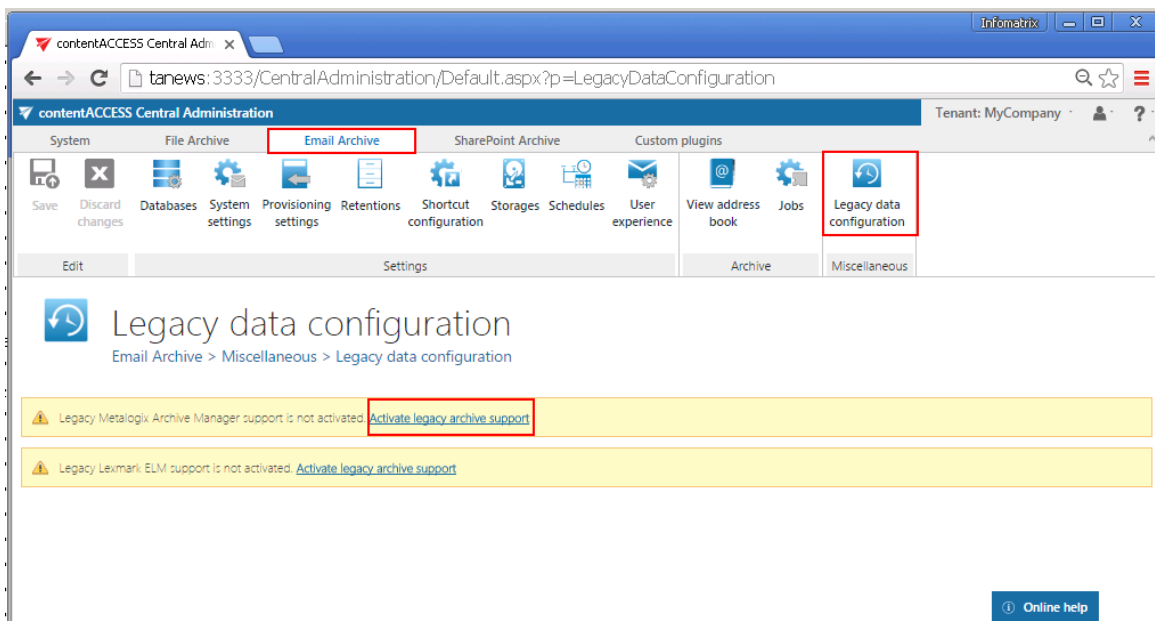 Infomatrix
contentACCESS Central Adm
tanews:3333/CentralAdministration/Default.aspx?p=LegacyDataConfiguration
contentACCESS Central Administration
Tenant: MyCompany
?
System
File Archive
Email Archive
SharePoint Archive
Custom plugins
Save
Discard changes
Databases
System settings
Provisioning settings
Retentions
Shortcut configuration
Storages
Schedules
User experience
View address book
Jobs
Legacy data configuration
Edit
Settings
Archive
Miscellaneous
Legacy data configuration
Email Archive > Miscellaneous > Legacy data configuration
Legacy Metalogix Archive Manager support is not activated. Activate legacy archive support
Legacy Lexmark ELM support is not activated. Activate legacy archive support
Online help